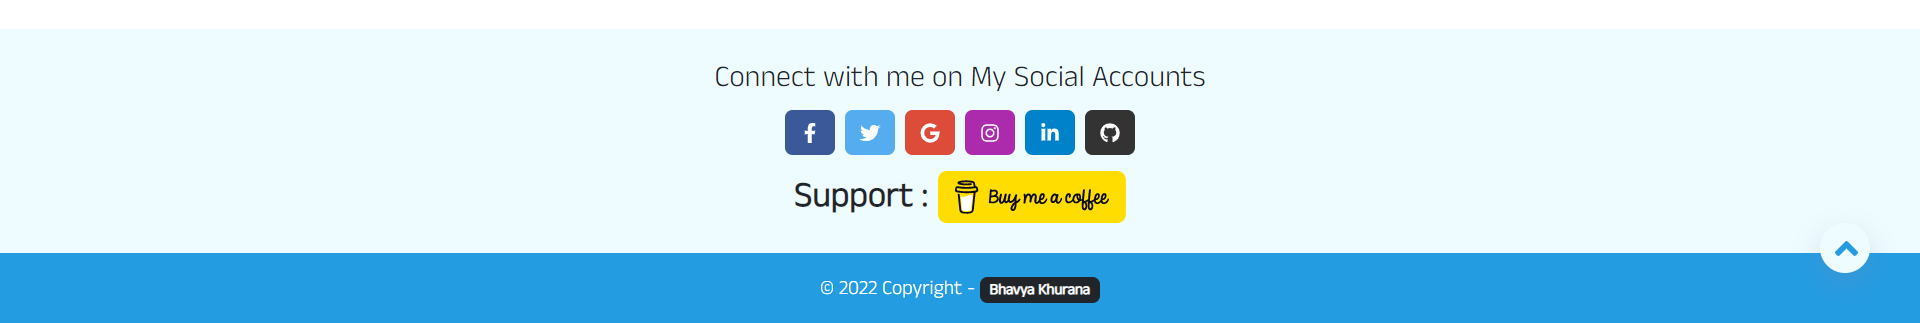 Connect with me on My Social Accounts
Support : Buy me a coffee
© 2022 Copyright - Bhavya Khurana